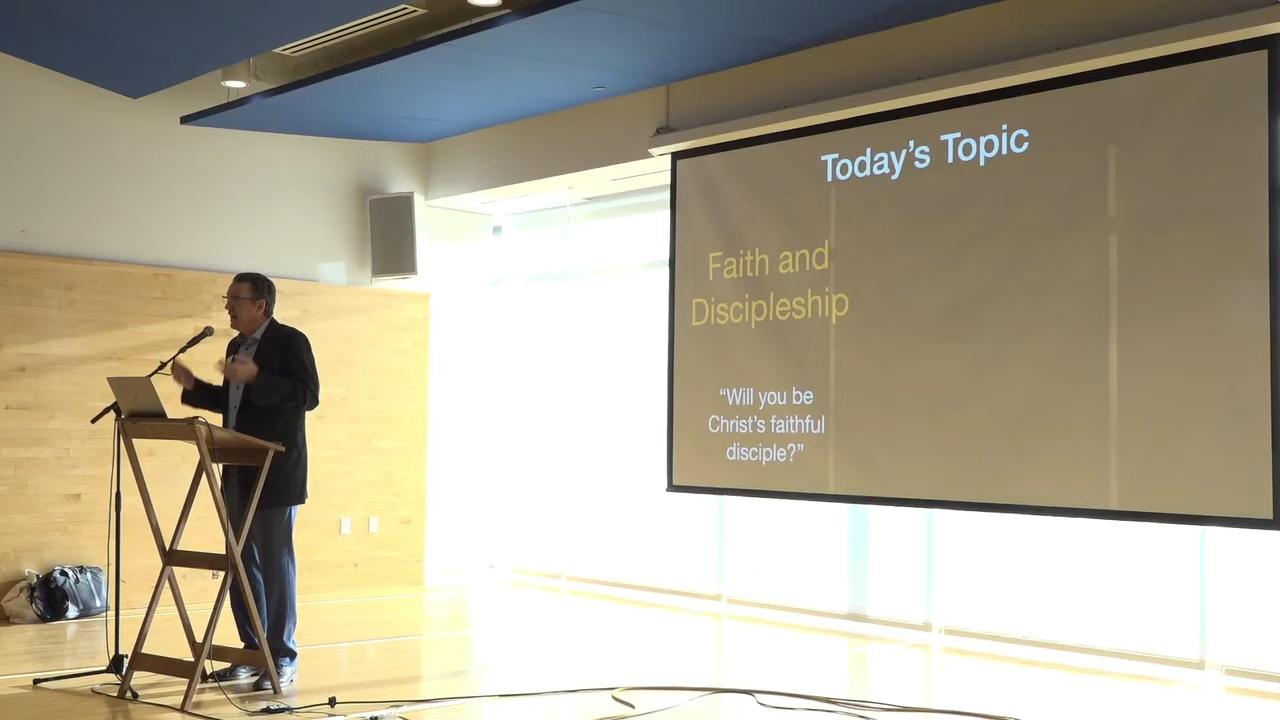 Today’s Topic
Faith and
Discipleship
“Will you be
Christ’s faithful
disciple?”